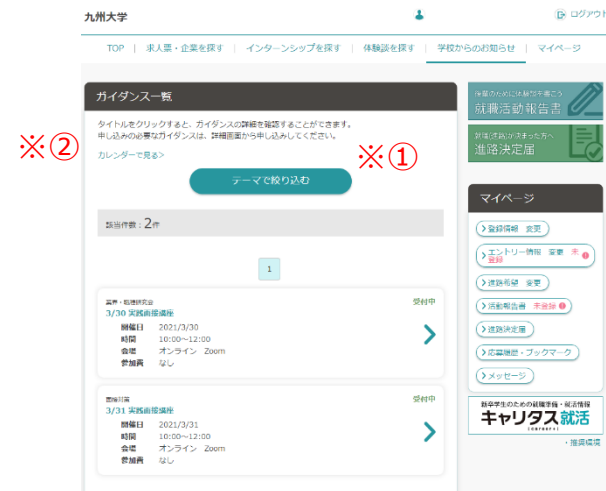 九州大学
ログアウト
TOP | 求人票・企業を探す | インターンシップを探す | 体験談を探す | 学校からのお知らせ | マイページ
ガイダンス一覧
タイトルをクリックすると、ガイダンスの詳細を確認することができます。
申し込みの必要なガイダンスは、詳細画面から申し込みしてください。
※②
カレンダーで見る>
※①
テーマで絞り込む
該当件数：2件
1
業界・職種研究会
受付中
3/30 実践面接講座
開催日 2021/3/30
時間 10:00～12:00
会場 オンライン Zoom
参加費 なし
面接対策
受付中
3/31 実践面接講座
開催日 2021/3/31
時間 10:00～12:00
会場 オンライン Zoom
参加費 なし
後輩のために体験談を書こう
就職活動報告書
就職(進路)が決まった方へ
進路決定届
マイページ
登録情報 変更
エントリー情報 変更 未登録
進路希望 変更
活動報告書 未登録
進路決定届
応募履歴・ブックマーク
メッセージ
新卒学生のための就職準備・就活情報
キャリタス就活
(careers)
・推奨環境